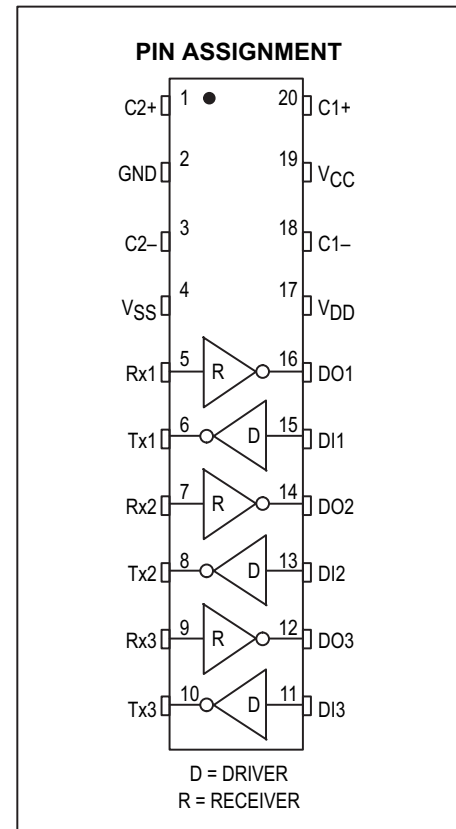 PIN ASSIGNMENT
C2+ 1 20 C1+
GND 2 19 VCC
C2– 3 18 C1–
VSS 4 17 VDD
Rx1 5 R 16 DO1
Tx1 6 D 15 DI1
Rx2 7 R 14 DO2
Tx2 8 D 13 DI2
Rx3 9 R 12 DO3
Tx3 10 D 11 DI3
D = DRIVER
R = RECEIVER